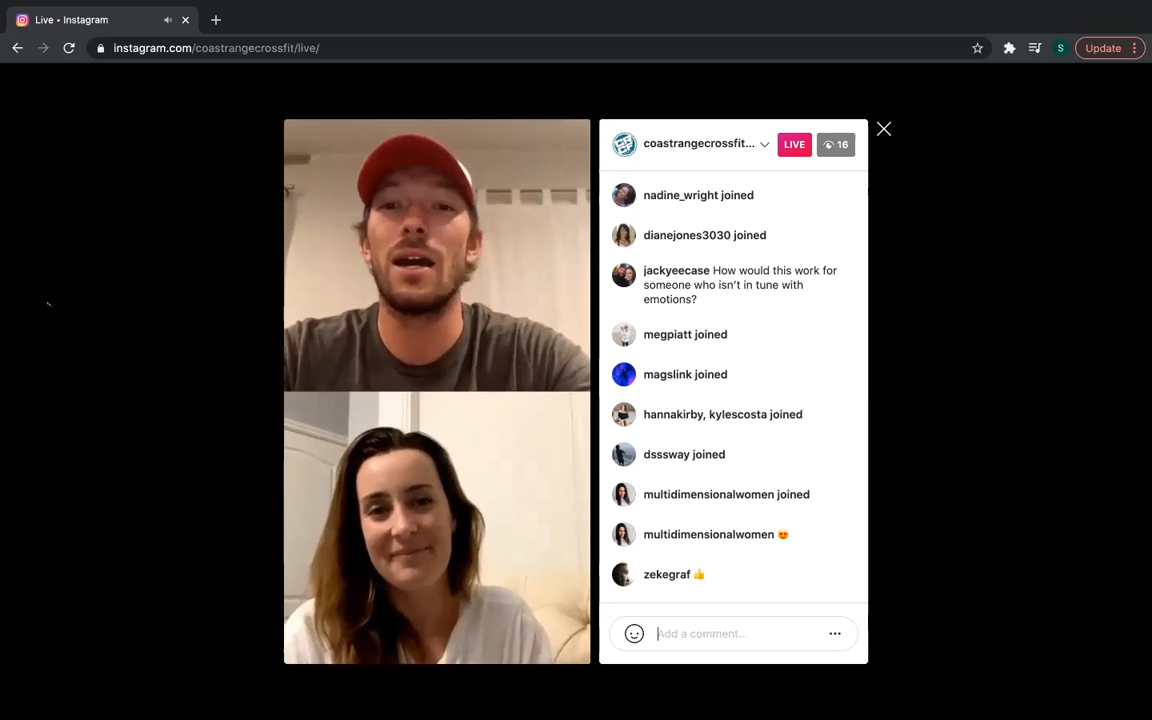 Live • Instagram
instagram.com/coastrangecrossfit/live/
S
Update
coastrangecrossfit...
LIVE
16
nadine_wright joined
dianejones3030 joined
jackyeecase How would this work for
someone who isn't in tune with
emotions?
megpiatt joined
magslink joined
hannakirby, kylescosta joined
dsssway joined
multidimensionalwomen joined
multidimensionalwomen 😍
zekegraf 👍
Add a comment...